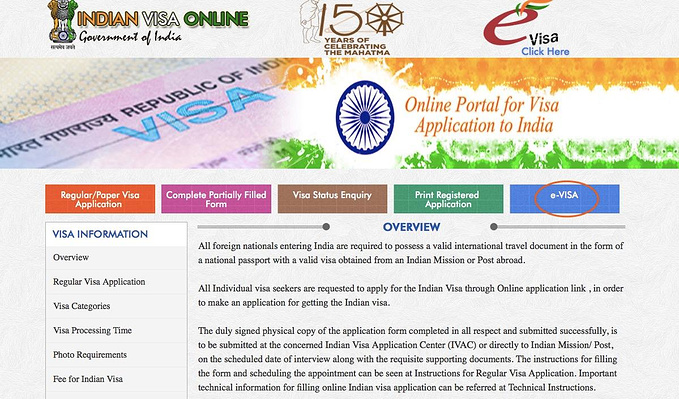 INDIAN VISA ONLINE
Government of India
सत्यमेव जयते
150
YEARS OF
CELEBRATING
THE MAHATMA
e Visa
Click Here
भारत गणराज्य REPUBLIC OF INDI
VISA
Online Portal for Visa
Application to India
Regular/Paper Visa
Application
Complete Partially Filled
Form
Visa Status Enquiry
Print Registered
Application
e-VISA
VISA INFORMATION
Overview
Regular Visa Application
Visa Categories
Visa Processing Time
Photo Requirements
Fee for Indian Visa
OVERVIEW
All foreign nationals entering India are required to possess a valid international travel document in the form of
a national passport with a valid visa obtained from an Indian Mission or Post abroad.
All Individual visa seekers are requested to apply for the Indian Visa through Online application link , in order
to make an application for getting the Indian visa.
The duly signed physical copy of the application form completed in all respect and submitted successfully, is
to be submitted at the concerned Indian Visa Application Center (IVAC) or directly to Indian Mission/ Post,
on the scheduled date of interview along with the requisite supporting documents. The instructions for filling
the form and scheduling the appointment can be seen at Instructions for Regular Visa Application. Important
technical information for filling online Indian visa application can be referred at Technical Instructions.